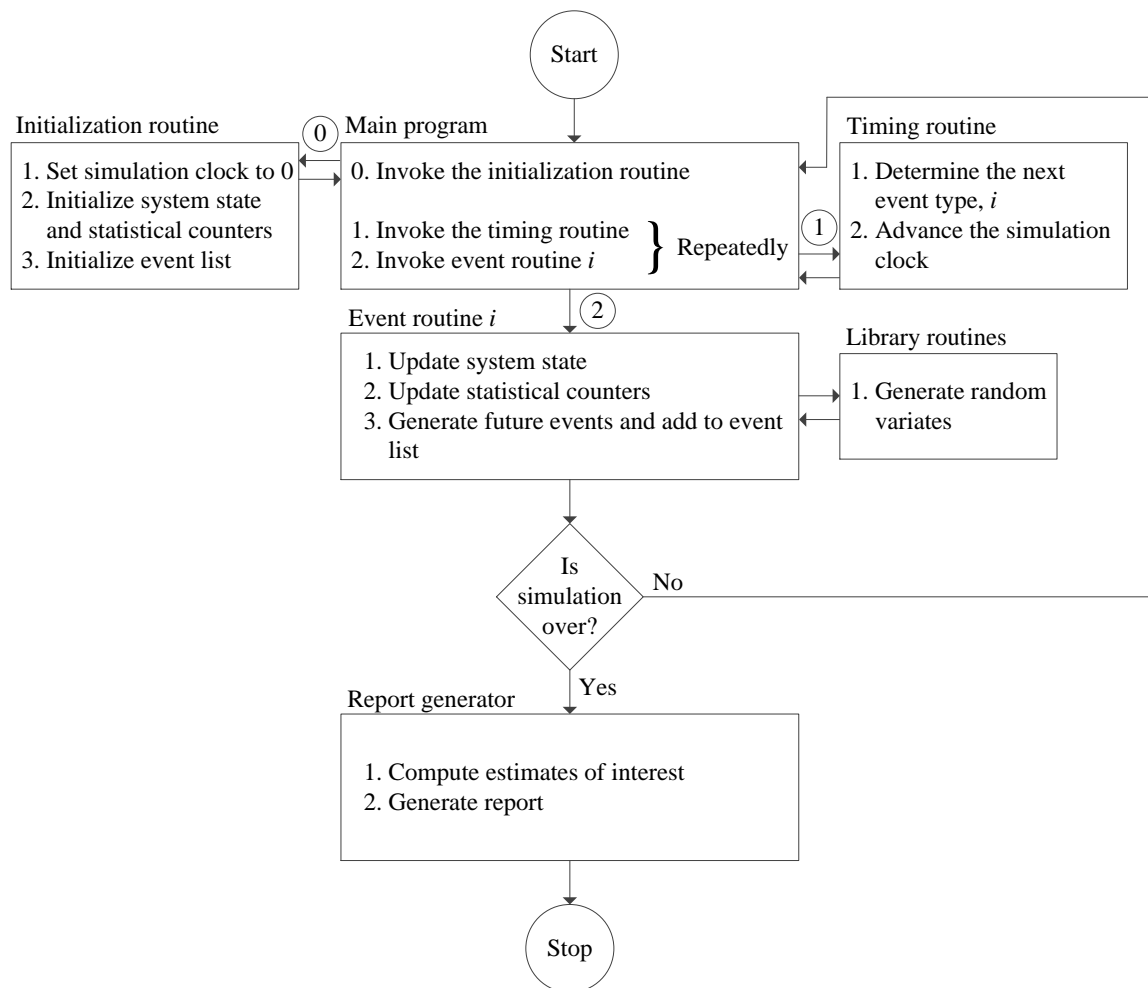 Start
Initialization routine
0
Main program
Timing routine
1. Set simulation clock to 0
2. Initialize system state
and statistical counters
3. Initialize event list
0. Invoke the initialization routine
1. Invoke the timing routine
2. Invoke event routine i
} Repeatedly
1
1. Determine the next
event type, i
2. Advance the simulation
clock
2
Event routine i
1. Update system state
2. Update statistical counters
3. Generate future events and add to event
list
Library routines
1. Generate random
variates
Is
simulation
over?
No
Yes
Report generator
1. Compute estimates of interest
2. Generate report
Stop